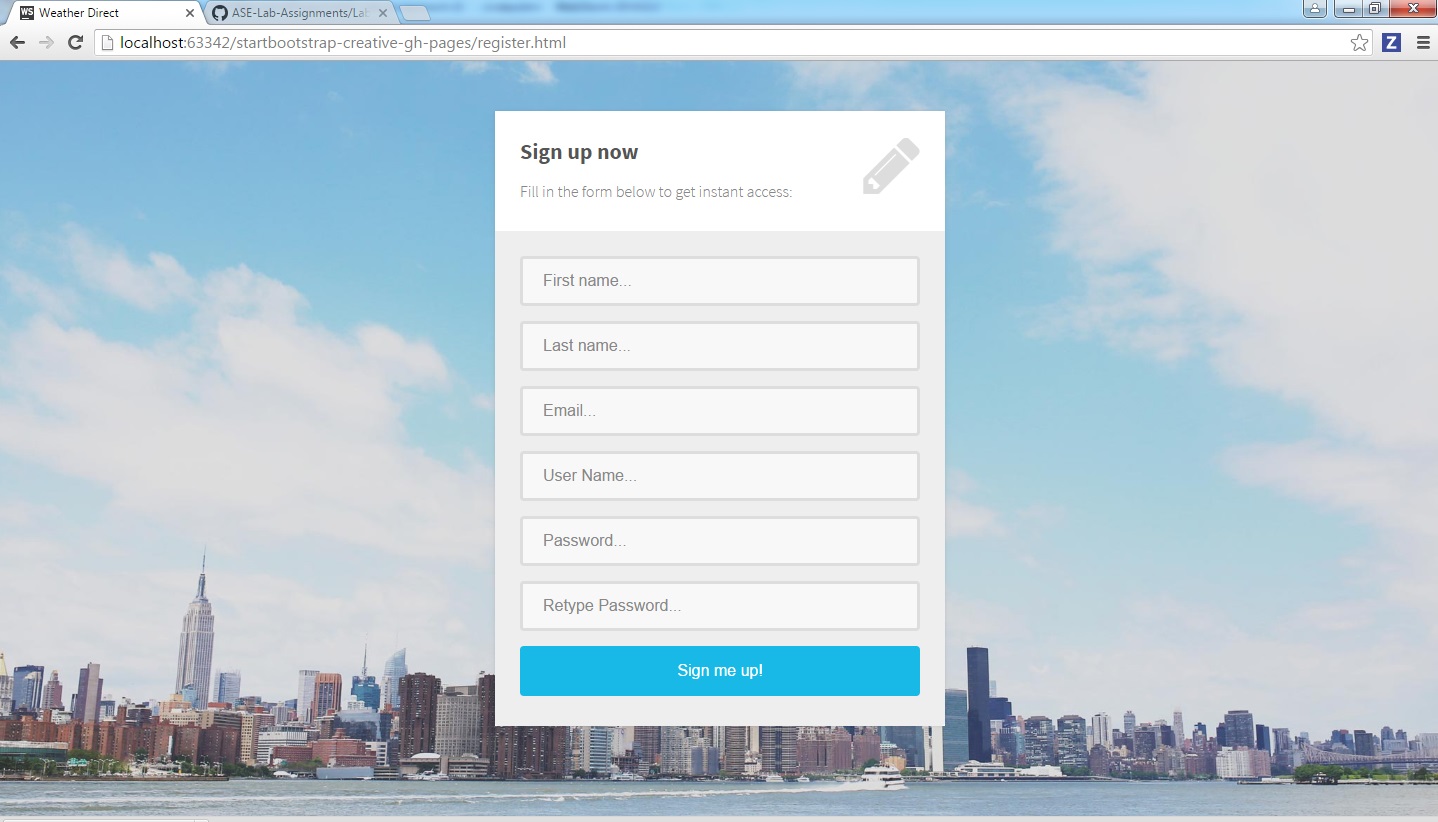 WS Weather Direct
ASE-Lab-Assignments/Lab
localhost:63342/startbootstrap-creative-gh-pages/register.html
Z
Sign up now
Fill in the form below to get instant access:
First name...
Last name...
Email...
User Name...
Password...
Retype Password...
Sign me up!